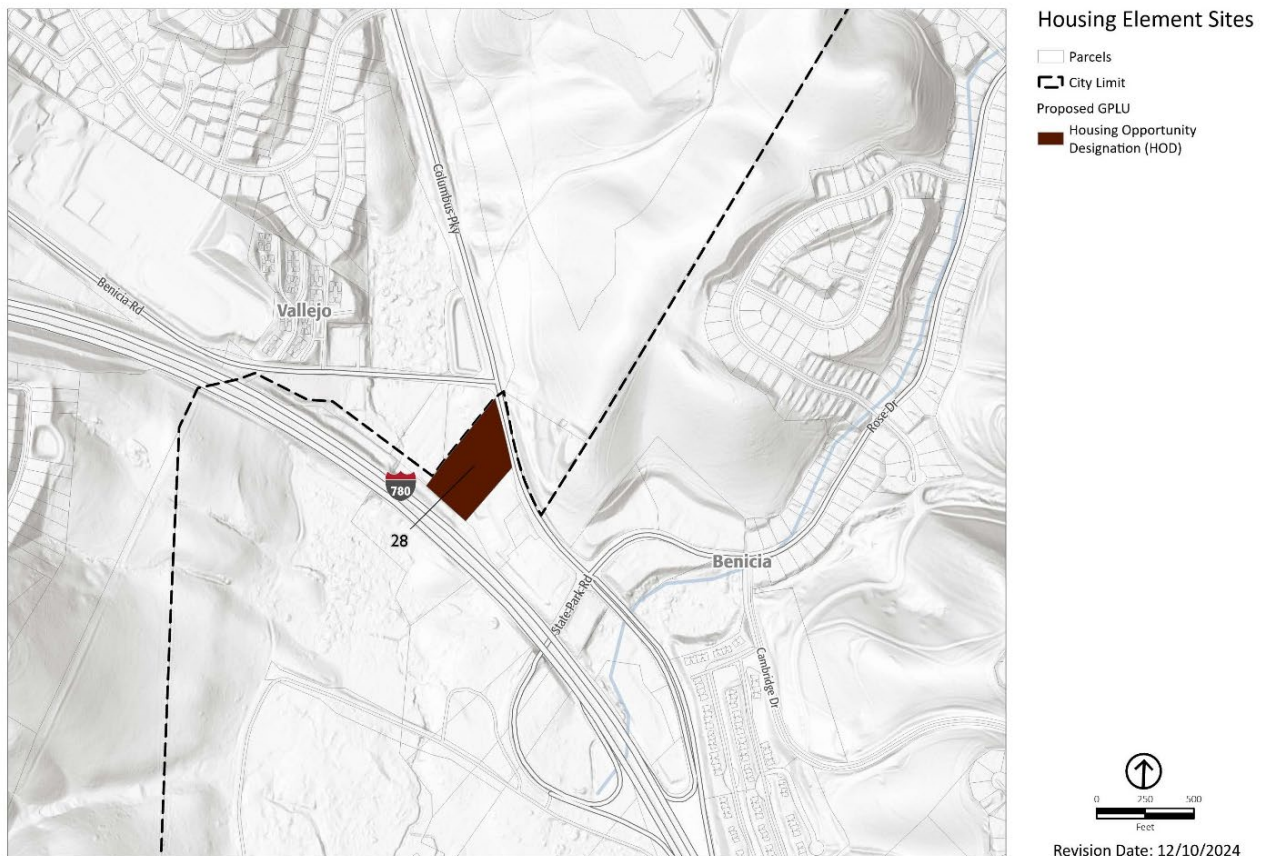 Housing Element Sites
Parcels
City Limit
Proposed GPLU
Housing Opportunity
Designation (HOD)
Columbus Pky
Benicia Rd
Vallejo
Rose Dr
780
28
Benicia
State Park Rd
Cambridge Dr
0 250 500
Feet
Revision Date: 12/10/2024